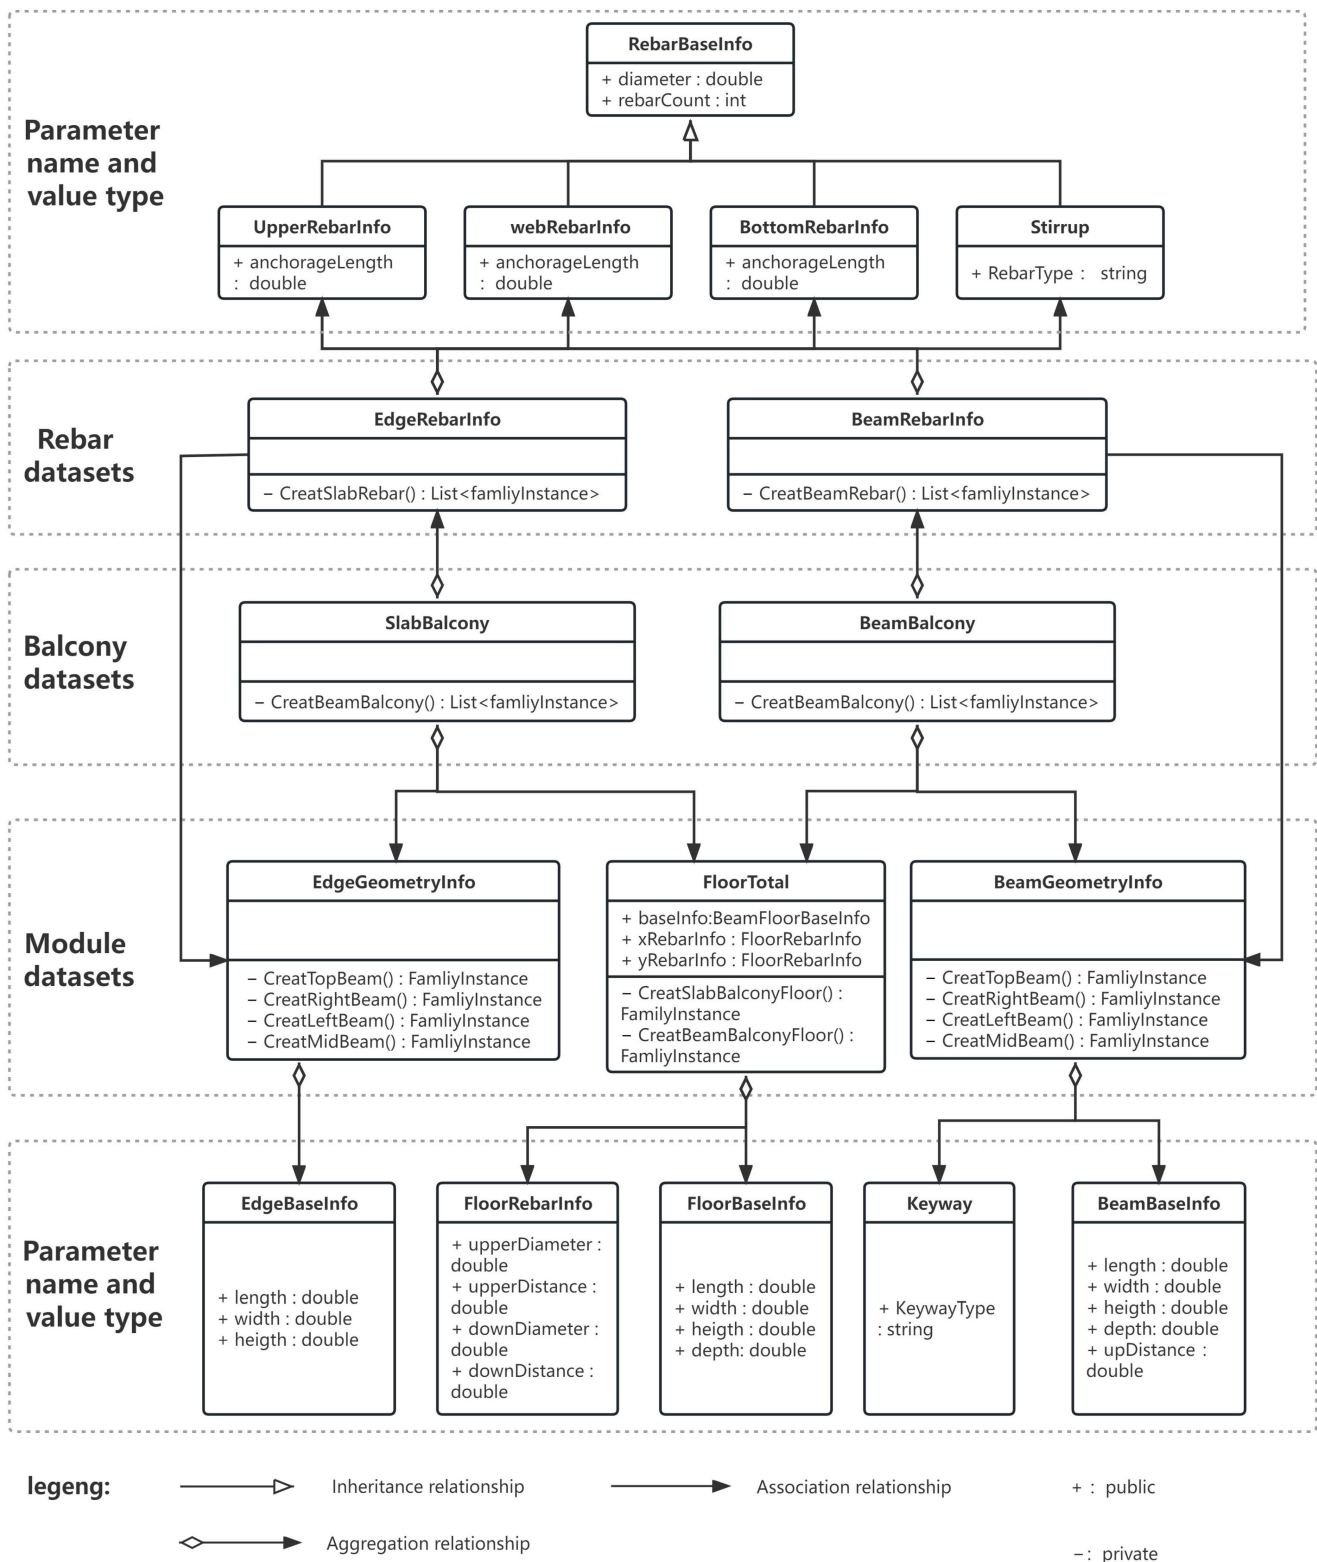 RebarBaseInfo
+ diameter : double
+ rebarCount : int
Parameter
name and
value type
UpperRebarInfo
+ anchorageLength
: double
webRebarInfo
+ anchorageLength
: double
BottomRebarInfo
+ anchorageLength
: double
Stirrup
+ RebarType : string
Rebar
datasets
EdgeRebarInfo
– CreatSlabRebar() : List<famliyInstance>
BeamRebarInfo
– CreatBeamRebar() : List<famliyInstance>
Balcony
datasets
SlabBalcony
– CreatBeamBalcony() : List<famliyInstance>
BeamBalcony
– CreatBeamBalcony() : List<famliyInstance>
Module
datasets
EdgeGeometryInfo
– CreatTopBeam() : FamliyInstance
– CreatRightBeam() : FamliyInstance
– CreatLeftBeam() : FamliyInstance
– CreatMidBeam() : FamliyInstance
FloorTotal
+ baseInfo:BeamFloorBaseInfo
+ xRebarInfo : FloorRebarInfo
+ yRebarInfo : FloorRebarInfo
– CreatSlabBalconyFloor() :
FamilyInstance
– CreatBeamBalconyFloor() :
FamliyInstance
BeamGeometryInfo
– CreatTopBeam() : FamliyInstance
– CreatRightBeam() : FamliyInstance
– CreatLeftBeam() : FamliyInstance
– CreatMidBeam() : FamliyInstance
Parameter
name and
value type
EdgeBaseInfo
+ length : double
+ width : double
+ heigth : double
FloorRebarInfo
+ upperDiameter :
double
+ upperDistance :
double
+ downDiameter :
double
+ downDistance :
double
FloorBaseInfo
+ length : double
+ width : double
+ heigth : double
+ depth: double
Keyway
+ KeywayType
: string
BeamBaseInfo
+ length : double
+ width : double
+ heigth : double
+ depth: double
+ upDistance :
double
legeng:
Inheritance relationship
Association relationship
+ : public
Aggregation relationship
– : private